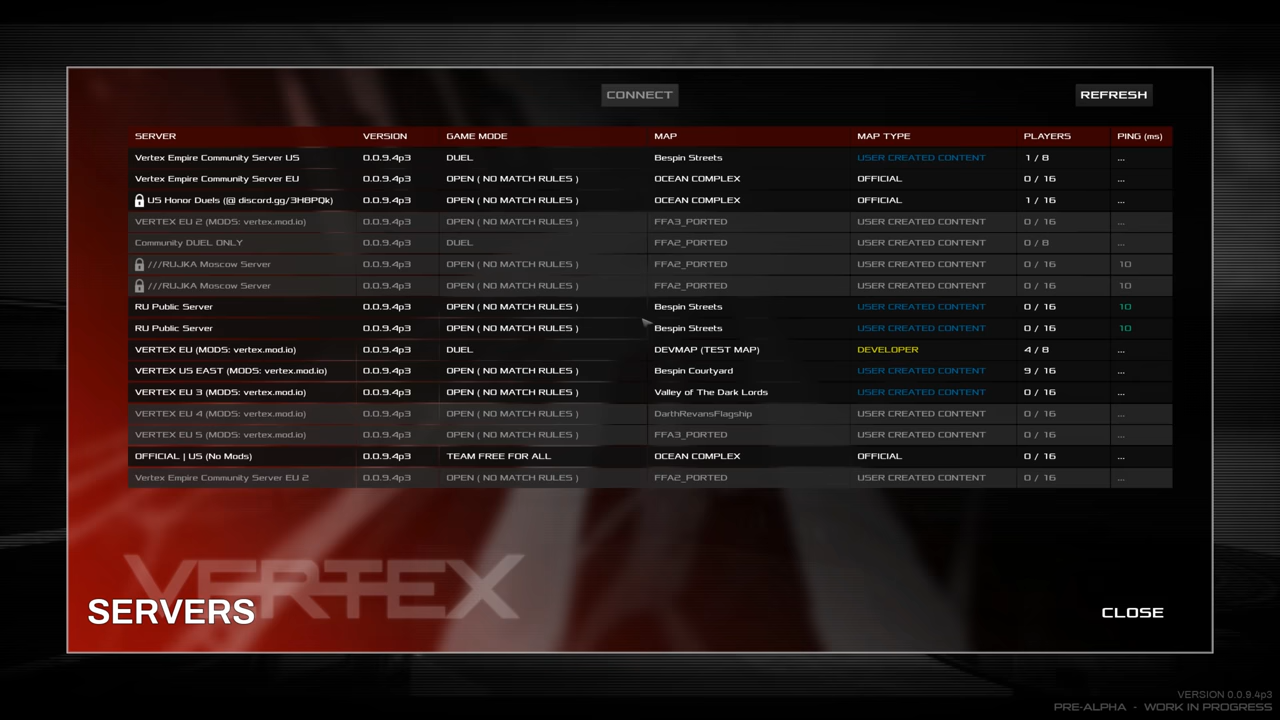 CONNECT REFRESH
SERVER VERSION GAME MODE MAP MAP TYPE PLAYERS PING (ms)
Vertex Empire Community Server US 0.0.9.4p3 DUEL Bespin Streets USER CREATED CONTENT 1 / 8 ...
Vertex Empire Community Server EU 0.0.9.4p3 OPEN ( NO MATCH RULES ) OCEAN COMPLEX OFFICIAL 0 / 16 ...
US Honor Duels (@ discord.gg/3H8PQk) 0.0.9.4p3 OPEN ( NO MATCH RULES ) OCEAN COMPLEX OFFICIAL 1 / 16 ...
VERTEX EU 2 (MODS: vertex.mod.io) 0.0.9.4p3 OPEN ( NO MATCH RULES ) FFA3_PORTED USER CREATED CONTENT 0 / 16 ...
Community DUEL ONLY 0.0.9.4p3 DUEL FFA2_PORTED USER CREATED CONTENT 0 / 8 ...
///RUJKA Moscow Server 0.0.9.4p3 OPEN ( NO MATCH RULES ) FFA2_PORTED USER CREATED CONTENT 0 / 16 10
///RUJKA Moscow Server 0.0.9.4p3 OPEN ( NO MATCH RULES ) FFA2_PORTED USER CREATED CONTENT 0 / 16 10
RU Public Server 0.0.9.4p3 OPEN ( NO MATCH RULES ) Bespin Streets USER CREATED CONTENT 0 / 16 10
RU Public Server 0.0.9.4p3 OPEN ( NO MATCH RULES ) Bespin Streets USER CREATED CONTENT 0 / 16 10
VERTEX EU (MODS: vertex.mod.io) 0.0.9.4p3 DUEL DEVMAP (TEST MAP) DEVELOPER 4 / 8 ...
VERTEX US EAST (MODS: vertex.mod.io) 0.0.9.4p3 OPEN ( NO MATCH RULES ) Bespin Courtyard USER CREATED CONTENT 9 / 16 ...
VERTEX EU 3 (MODS: vertex.mod.io) 0.0.9.4p3 OPEN ( NO MATCH RULES ) Valley of The Dark Lords USER CREATED CONTENT 0 / 16 ...
VERTEX EU 4 (MODS: vertex.mod.io) 0.0.9.4p3 OPEN ( NO MATCH RULES ) DarthRevansFlagship USER CREATED CONTENT 0 / 16 ...
VERTEX EU 5 (MODS: vertex.mod.io) 0.0.9.4p3 OPEN ( NO MATCH RULES ) FFA3_PORTED USER CREATED CONTENT 0 / 16 ...
OFFICIAL | US (No Mods) 0.0.9.4p3 TEAM FREE FOR ALL OCEAN COMPLEX OFFICIAL 0 / 16 ...
Vertex Empire Community Server EU 2 0.0.9.4p3 OPEN ( NO MATCH RULES ) FFA2_PORTED USER CREATED CONTENT 0 / 16 ...
VERTEX
SERVERS CLOSE
VERSION 0.0.9.4p3
PRE-ALPHA - WORK IN PROGRESS